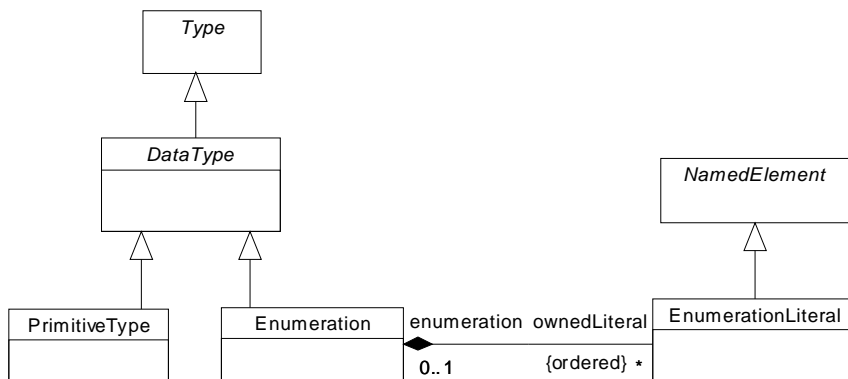 Type
DataType
NamedElement
PrimitiveType
Enumeration
enumeration ownedLiteral
EnumerationLiteral
0..1
{ordered} *